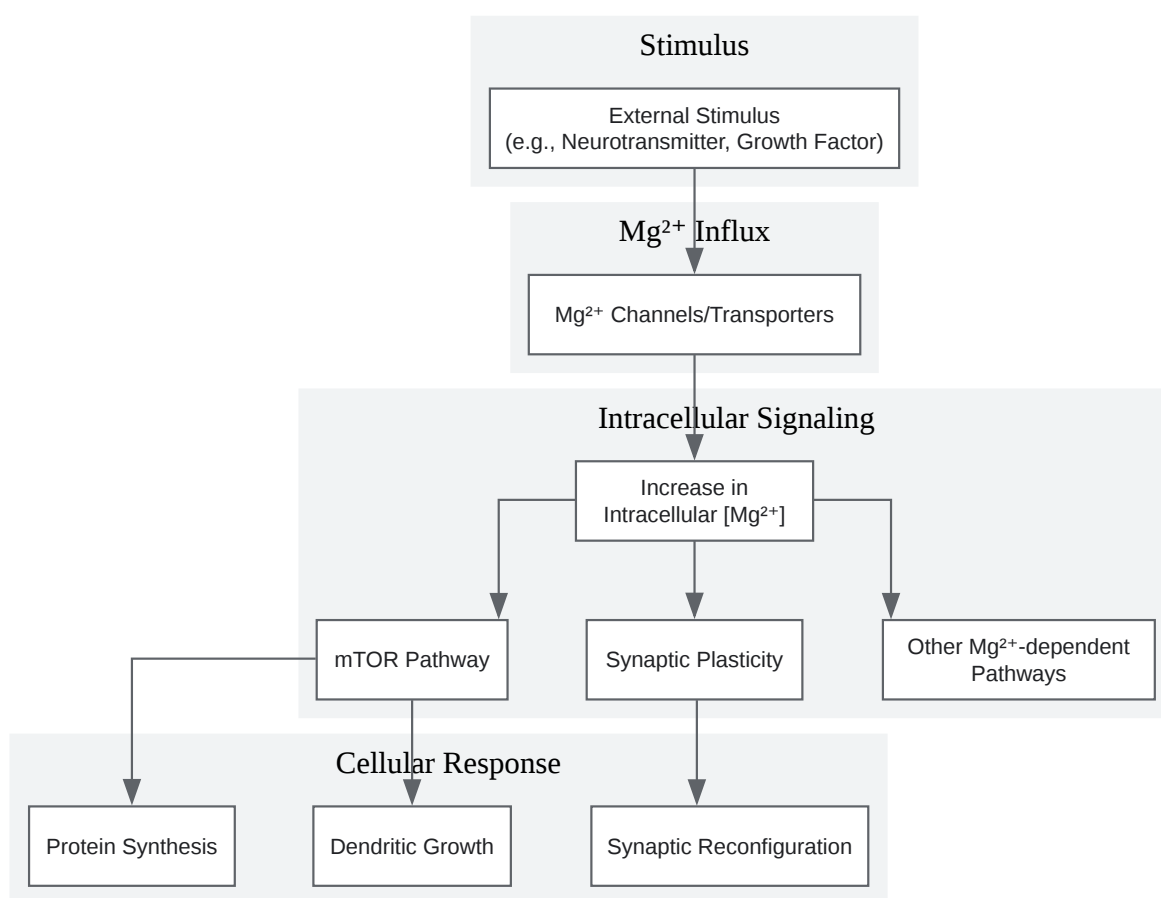 Stimulus
External Stimulus
(e.g., Neurotransmitter, Growth Factor)
Mg²⁺ Influx
Mg²⁺ Channels/Transporters
Intracellular Signaling
Increase in
Intracellular [Mg²⁺]
mTOR Pathway
Synaptic Plasticity
Other Mg²⁺-dependent
Pathways
Cellular Response
Protein Synthesis
Dendritic Growth
Synaptic Reconfiguration